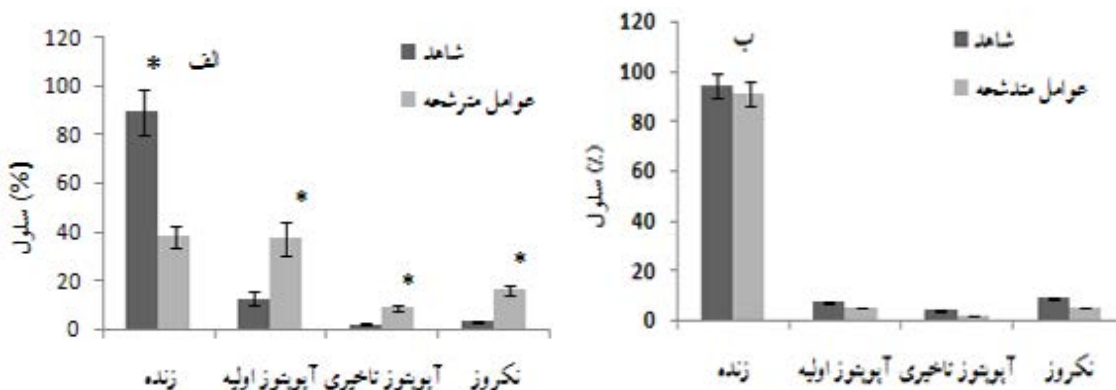 120
100
80
60
40
20
0
سلول (%)
* الف
شاهد
عوامل مترشحه
*
*
*
زنده
آپوپتوز اولیه
آپوپتوز تاخیری
نکروز
120
100
80
60
40
20
0
سلول (٪)
ب
شاهد
عوامل متدشحه
زنده
آپوپتوز اولیه
آپوپتوز تاخیری
نکروز